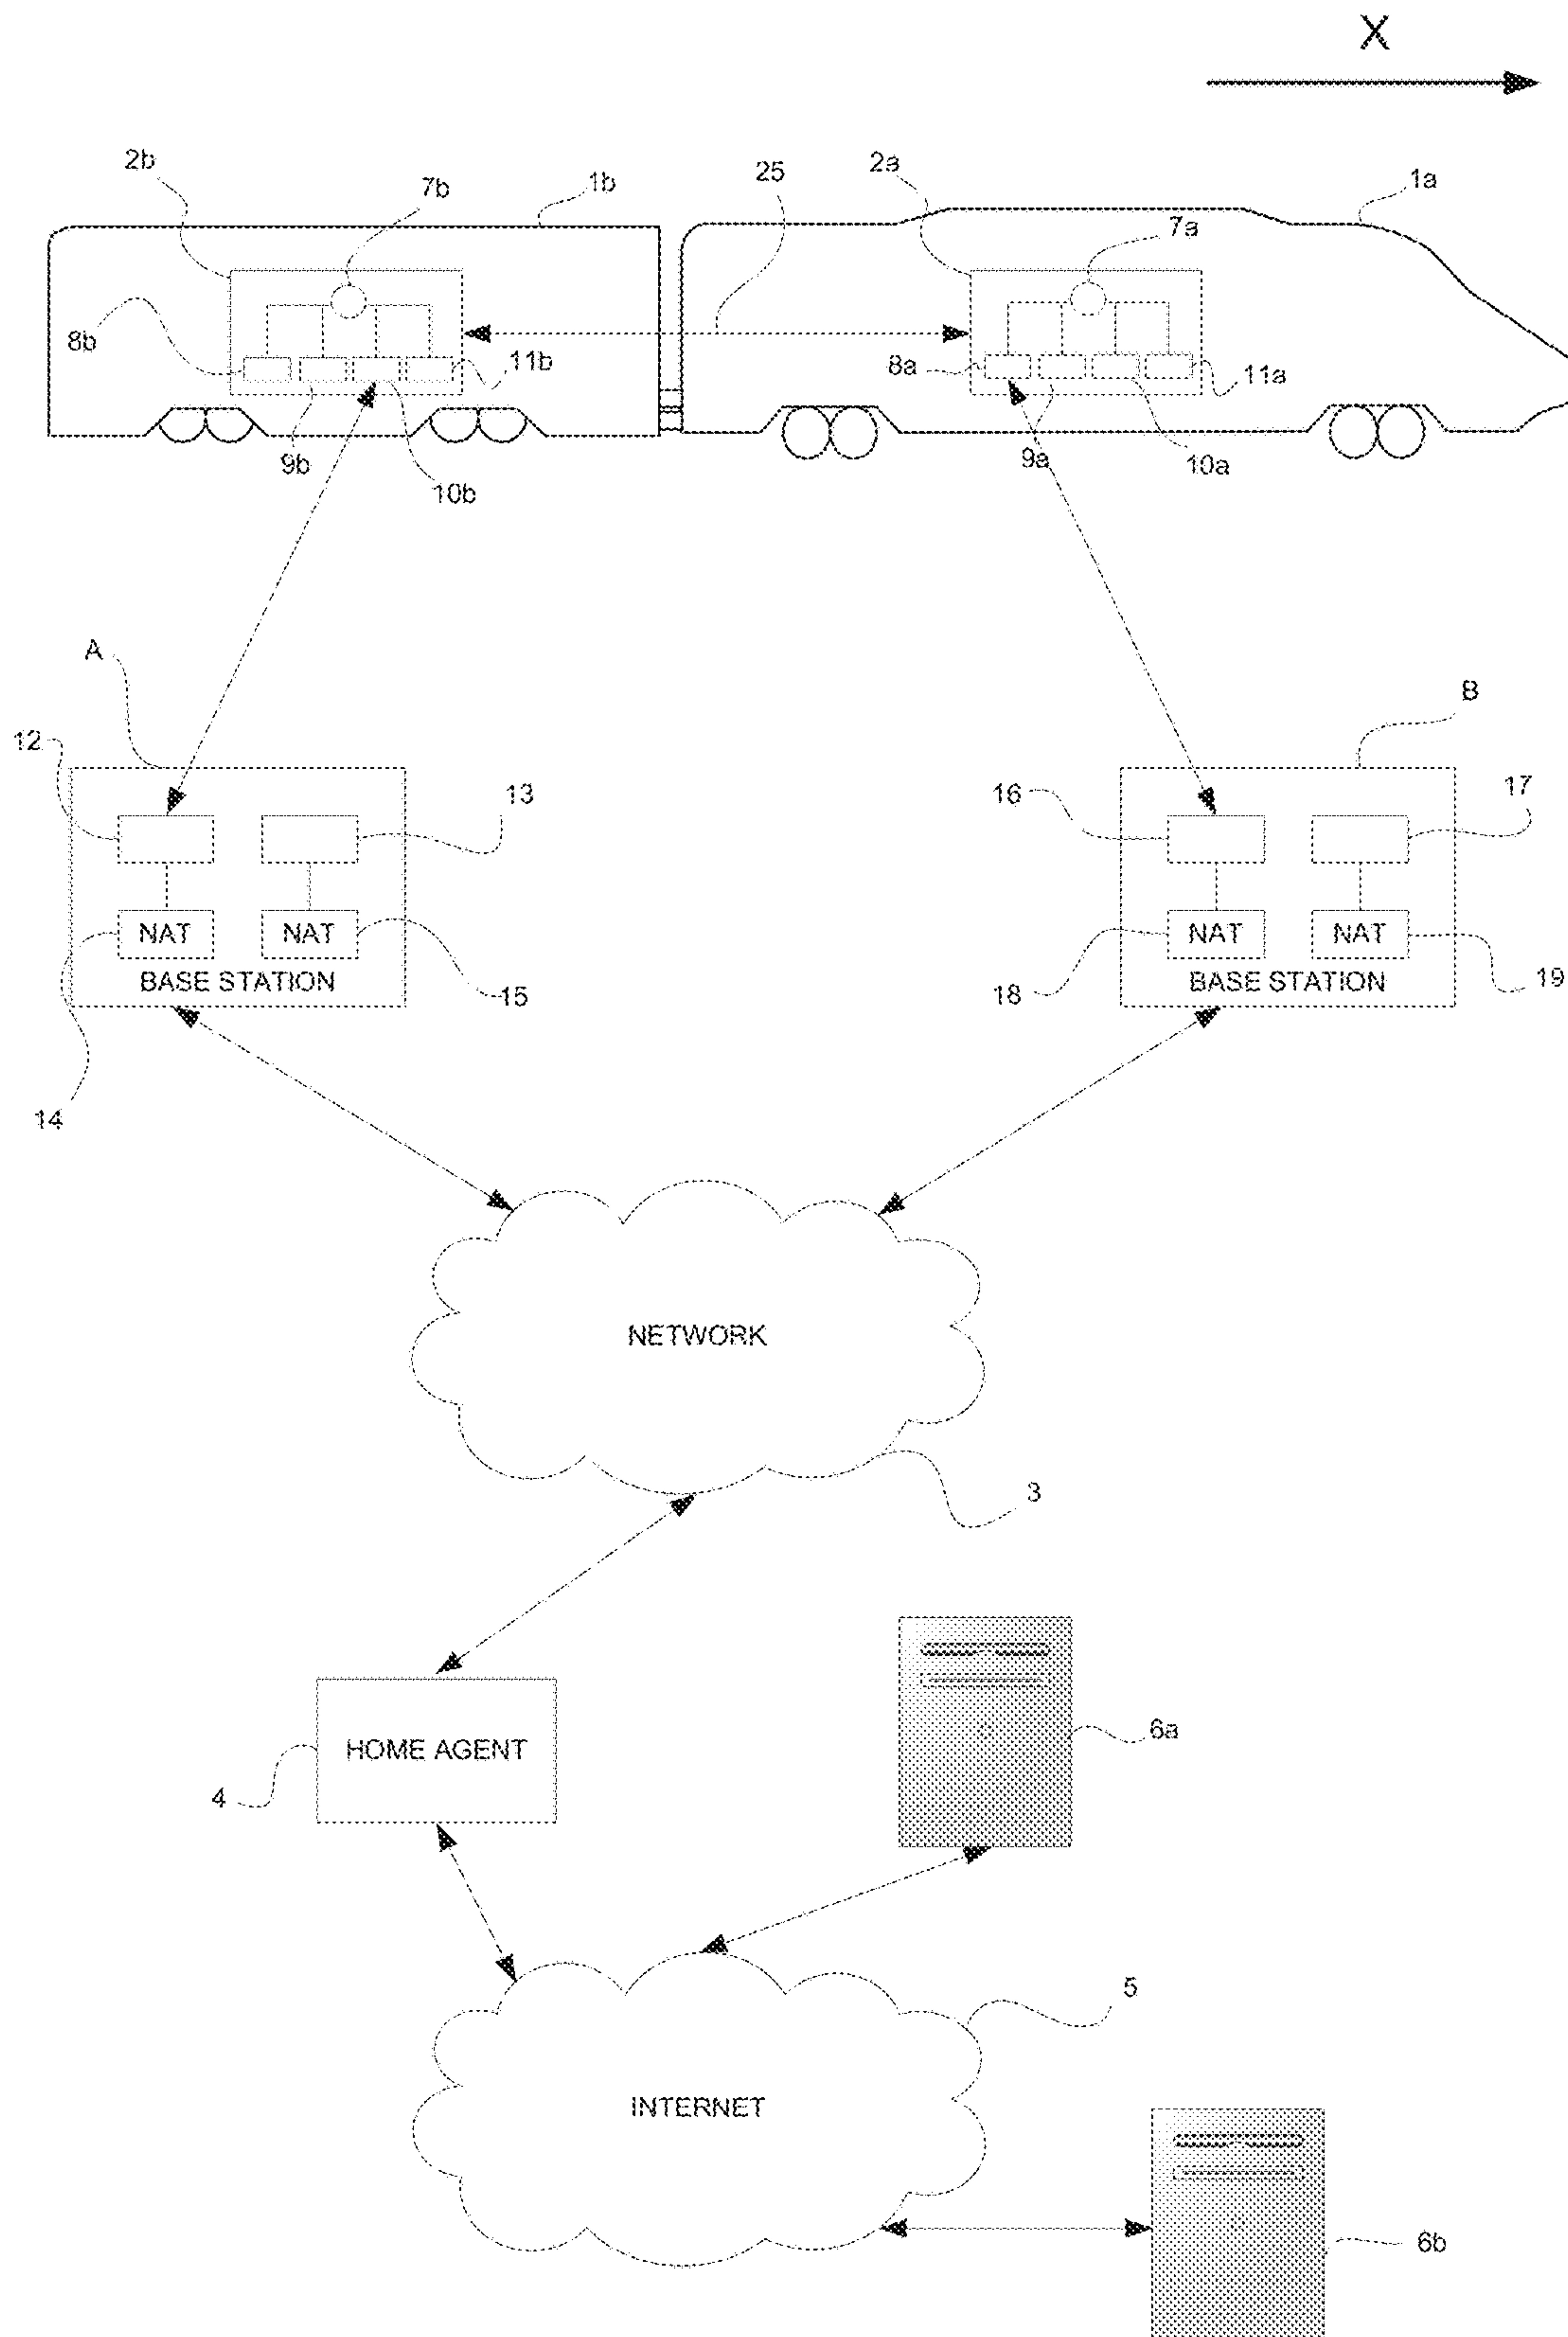 X
2b
7b
1b
25
2a
1a
7a
8b
11b
8a
11a
9b
10b
9a
10a
A
B
12
13
16
17
NAT
NAT
NAT
NAT
BASE STATION
BASE STATION
15
18
19
14
NETWORK
3
HOME AGENT
6a
4
5
INTERNET
6b